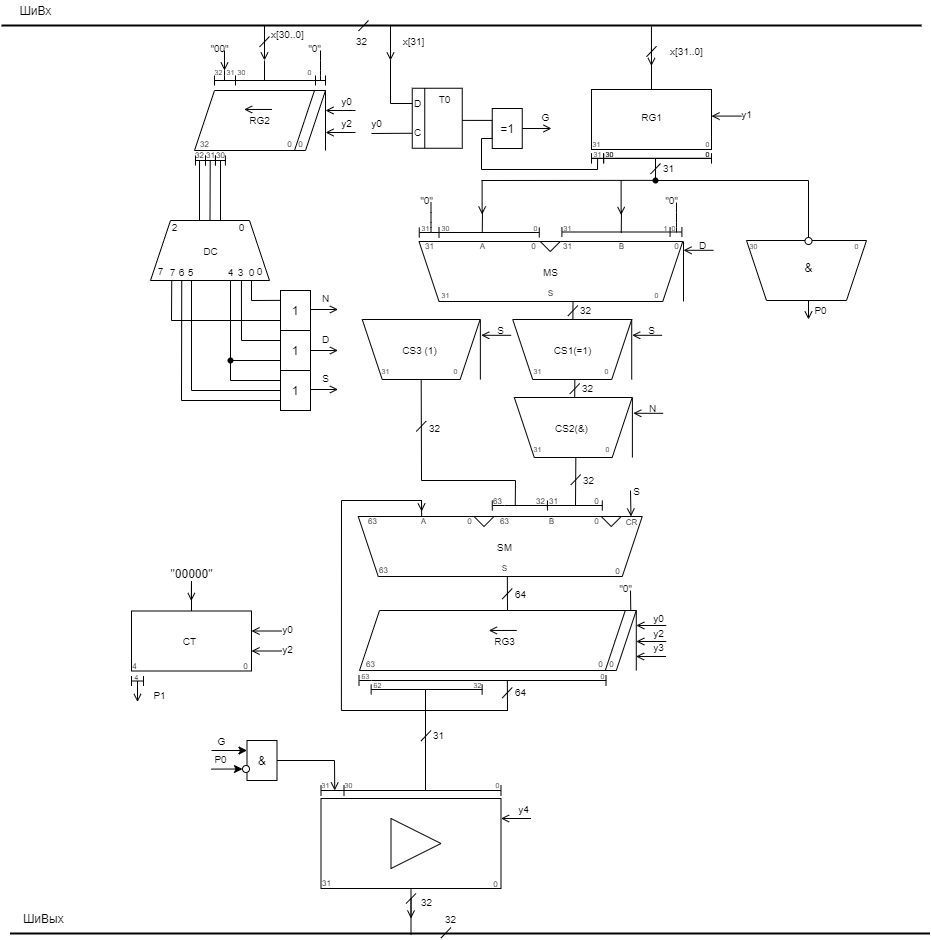 ШиВх
32
x[30..0]
x[31]
x[31..0]
"00"
"0"
32 31 30 0
RG2
y0
y2
32 0 0
y0
D T0
C
=1
G
RG1
y1
31 0
31 30 0
31
32 31 30
2 0
DC
7 7 6 5 4 3 0 0
1
N
1
D
1
S
"0"
"0"
31 30 0
31 1 0
31 A 0 31 B 0
MS
D
31 S 0
30 0
&
P0
32
CS3 (1)
31 0
S
CS1(=1)
31 0
S
32
CS2(&)
31 0
N
32
32
63 32 31 0
S
63 A 0 63 B 0 CR
SM
63 S 0
64
"0"
RG3
63 0 0
y0
y2
y3
63 0
62 32
64
"00000"
CT
4 0
y0
y2
4
P1
31
G
P0
&
31 30 0
y4
31 0
32
ШиВых
32